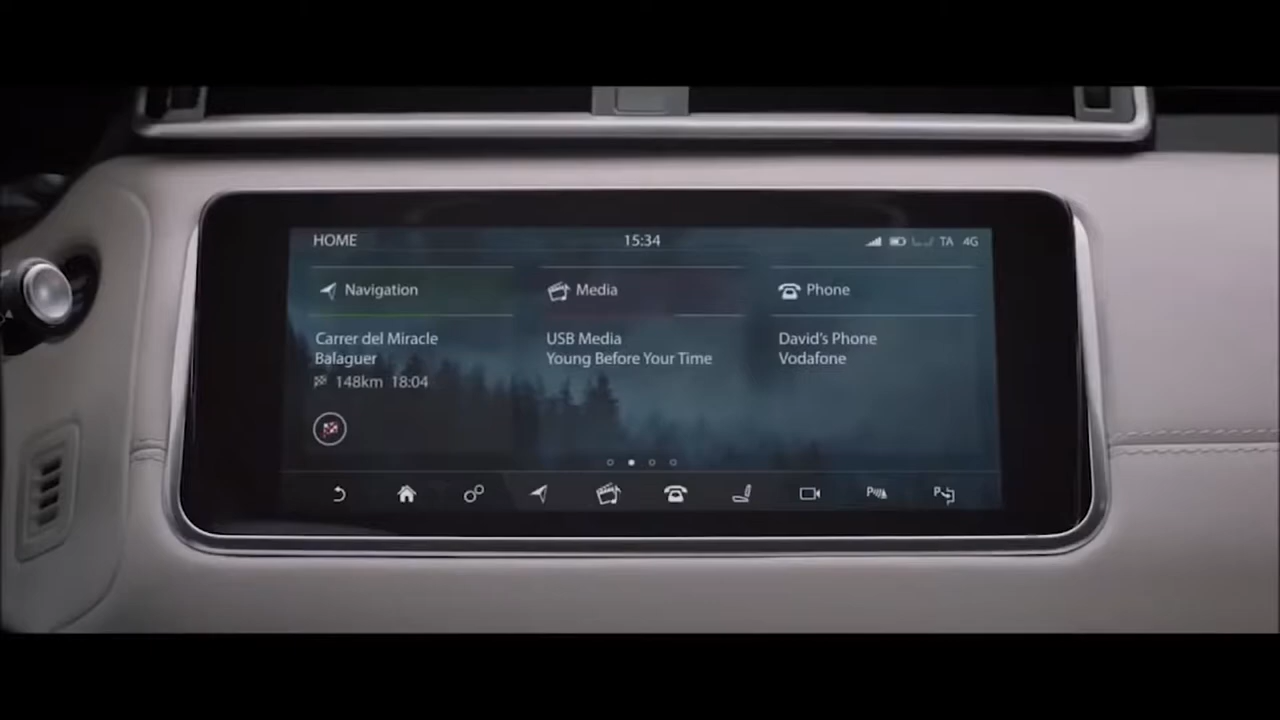 HOME 15:34 TA 4G
Navigation
Media
Phone
Carrer del Miracle
Balaguer
148km 18:04
USB Media
Young Before Your Time
David's Phone
Vodafone
P P